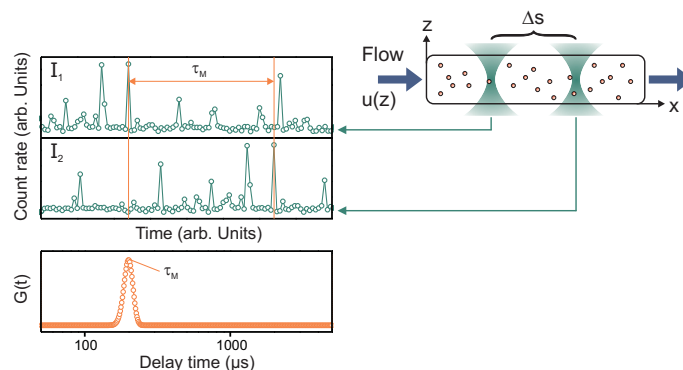 Count rate (arb. Units)
I₁
τM
I₂
Time (arb. Units)
G(t)
τM
100
1000
Delay time (µs)
Δs
z
Flow
u(z)
x